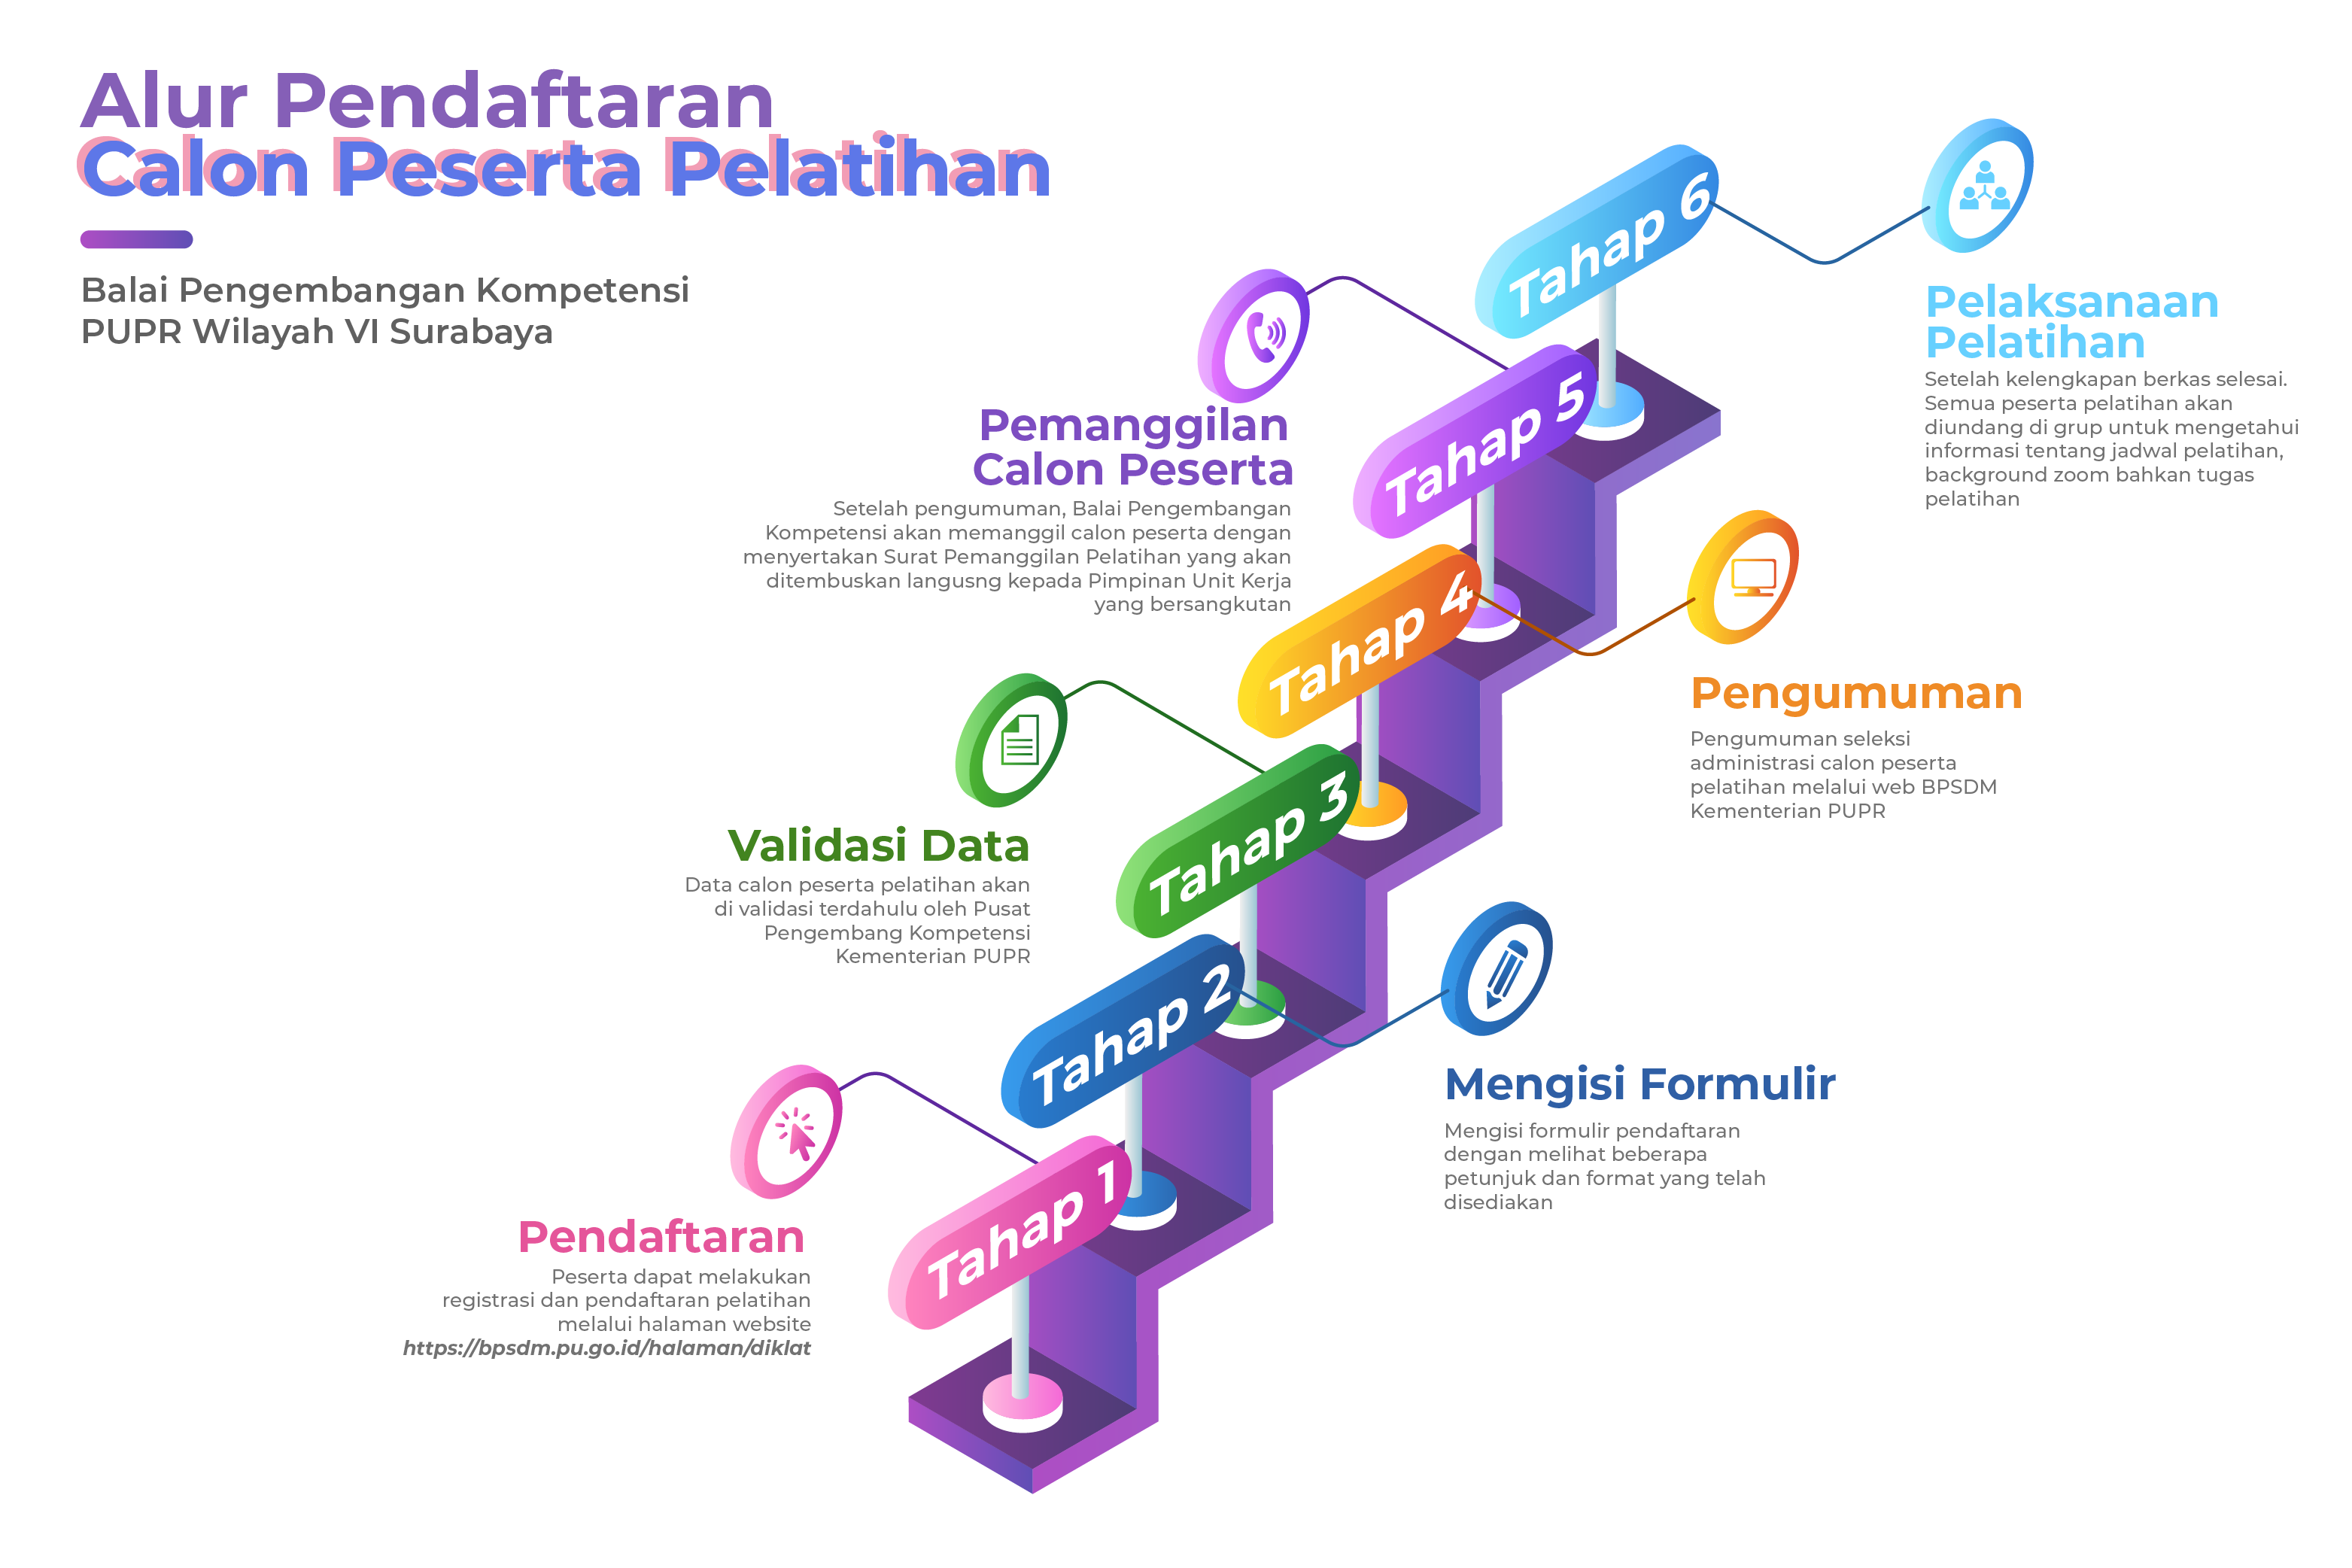 Alur Pendaftaran
Calon Peserta Pelatihan
Balai Pengembangan Kompetensi
PUPR Wilayah VI Surabaya
Tahap 1
Pendaftaran
Peserta dapat melakukan
registrasi dan pendaftaran pelatihan
melalui halaman website
https://bpsdm.pu.go.id/halaman/diklat
Tahap 2
Mengisi Formulir
Mengisi formulir pendaftaran
dengan melihat beberapa
petunjuk dan format yang telah
disediakan
Tahap 3
Validasi Data
Data calon peserta pelatihan akan
di validasi terdahulu oleh Pusat
Pengembang Kompetensi
Kementerian PUPR
Tahap 4
Pengumuman
Pengumuman seleksi
administrasi calon peserta
pelatihan melalui web BPSDM
Kementerian PUPR
Tahap 5
Pemanggilan
Calon Peserta
Setelah pengumuman, Balai Pengembangan
Kompetensi akan memanggil calon peserta dengan
menyertakan Surat Pemanggilan Pelatihan yang akan
ditembuskan langusng kepada Pimpinan Unit Kerja
yang bersangkutan
Tahap 6
Pelaksanaan
Pelatihan
Setelah kelengkapan berkas selesai.
Semua peserta pelatihan akan
diundang di grup untuk mengetahui
informasi tentang jadwal pelatihan,
background zoom bahkan tugas
pelatihan